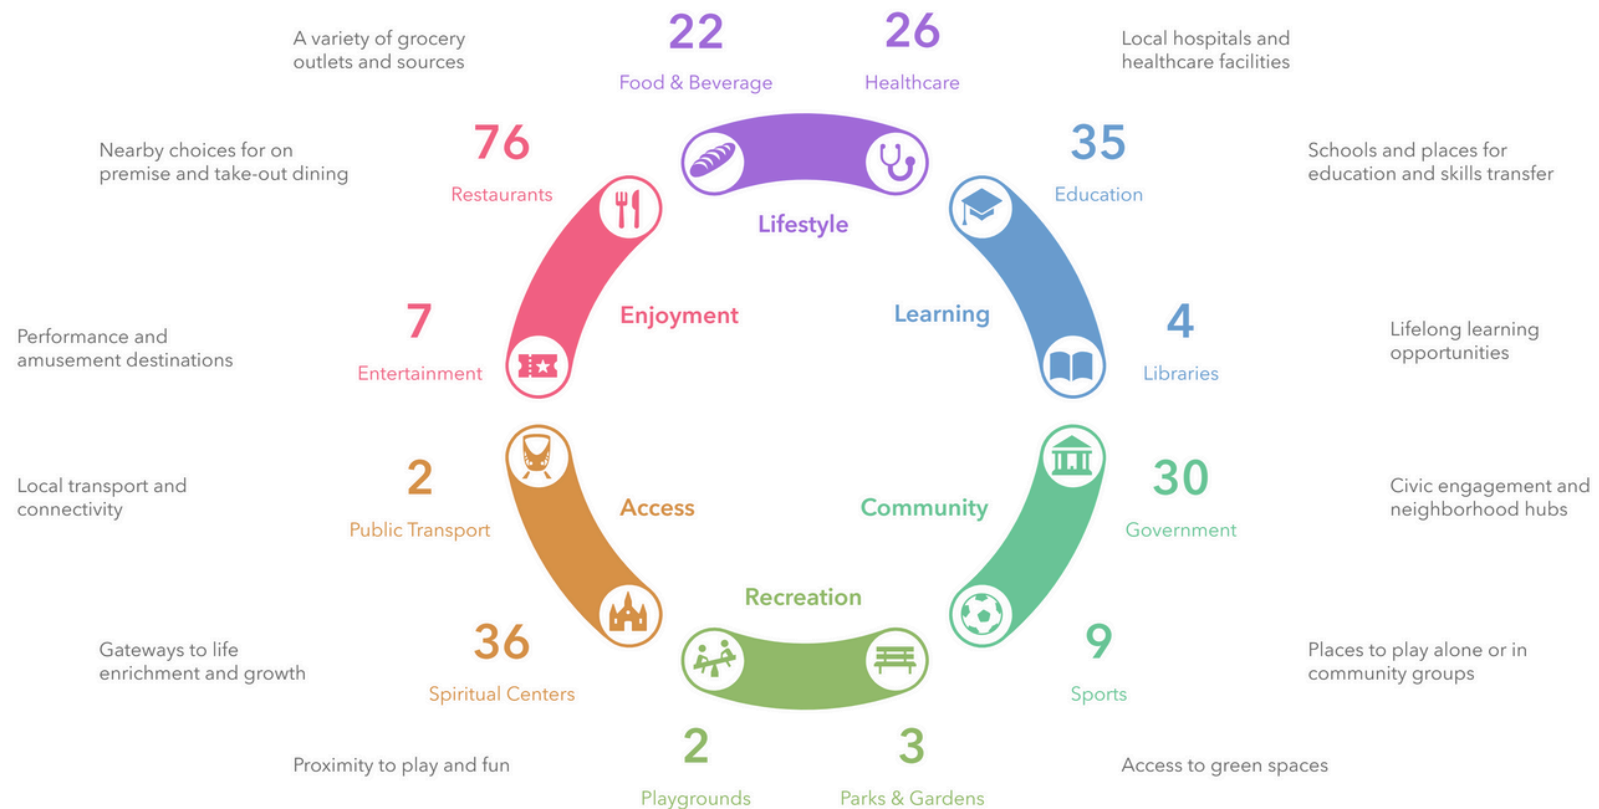 22
26
A variety of grocery
outlets and sources
Food & Beverage
Healthcare
Local hospitals and
healthcare facilities
Nearby choices for on
premise and take-out dining
76
Restaurants
35
Education
Schools and places for
education and skills transfer
Lifestyle
Enjoyment
Learning
Performance and
amusement destinations
7
Entertainment
4
Libraries
Lifelong learning
opportunities
Local transport and
connectivity
2
Public Transport
Access
Community
30
Government
Civic engagement and
neighborhood hubs
Recreation
Gateways to life
enrichment and growth
36
Spiritual Centers
9
Sports
Places to play alone or in
community groups
Proximity to play and fun
2
Playgrounds
3
Parks & Gardens
Access to green spaces